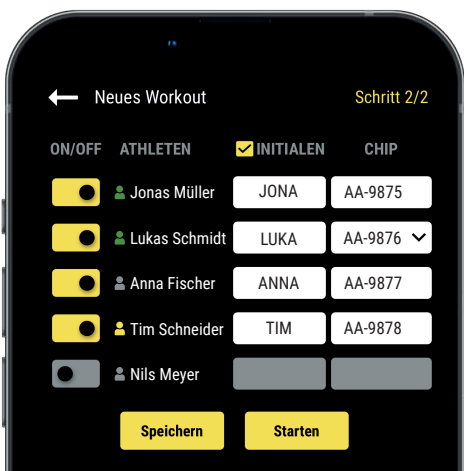 Neues Workout Schritt 2/2
ON/OFF ATHLETEN INITIALEN CHIP
Jonas Müller JONA AA-9875
Lukas Schmidt LUKA AA-9876
Anna Fischer ANNA AA-9877
Tim Schneider TIM AA-9878
Nils Meyer
Speichern Starten